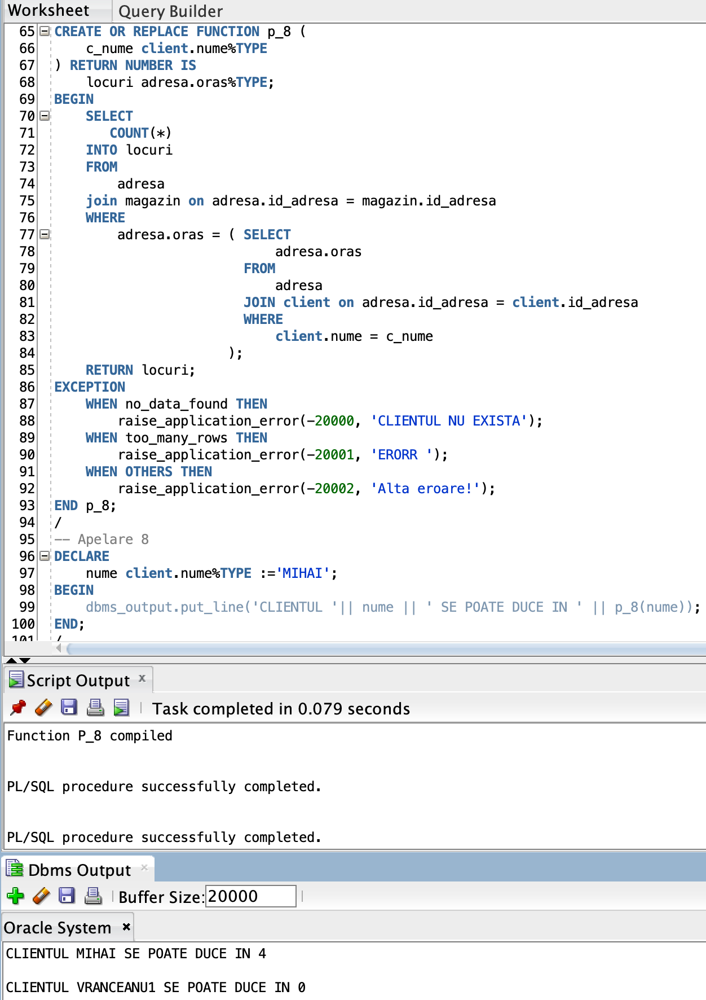 Worksheet Query Builder
65 CREATE OR REPLACE FUNCTION p_8 (
66 c_nume client.nume%TYPE
67 ) RETURN NUMBER IS
68 locuri adresa.oras%TYPE;
69 BEGIN
70 SELECT
71 COUNT(*)
72 INTO locuri
73 FROM
74 adresa
75 join magazin on adresa.id_adresa = magazin.id_adresa
76 WHERE
77 adresa.oras = ( SELECT
78 adresa.oras
79 FROM
80 adresa
81 JOIN client on adresa.id_adresa = client.id_adresa
82 WHERE
83 client.nume = c_nume
84 );
85 RETURN locuri;
86 EXCEPTION
87 WHEN no_data_found THEN
88 raise_application_error(-20000, 'CLIENTUL NU EXISTA');
89 WHEN too_many_rows THEN
90 raise_application_error(-20001, 'ERORR ');
91 WHEN OTHERS THEN
92 raise_application_error(-20002, 'Alta eroare!');
93 END p_8;
94 /
95 -- Apelare 8
96 DECLARE
97 nume client.nume%TYPE :='MIHAI';
98 BEGIN
99 dbms_output.put_line('CLIENTUL '|| nume || ' SE POATE DUCE IN ' || p_8(nume));
100 END;
101 /
Script Output x
Task completed in 0.079 seconds
Function P_8 compiled
PL/SQL procedure successfully completed.
PL/SQL procedure successfully completed.
Dbms Output x
Buffer Size: 20000
Oracle System x
CLIENTUL MIHAI SE POATE DUCE IN 4
CLIENTUL VRANCEANU1 SE POATE DUCE IN 0